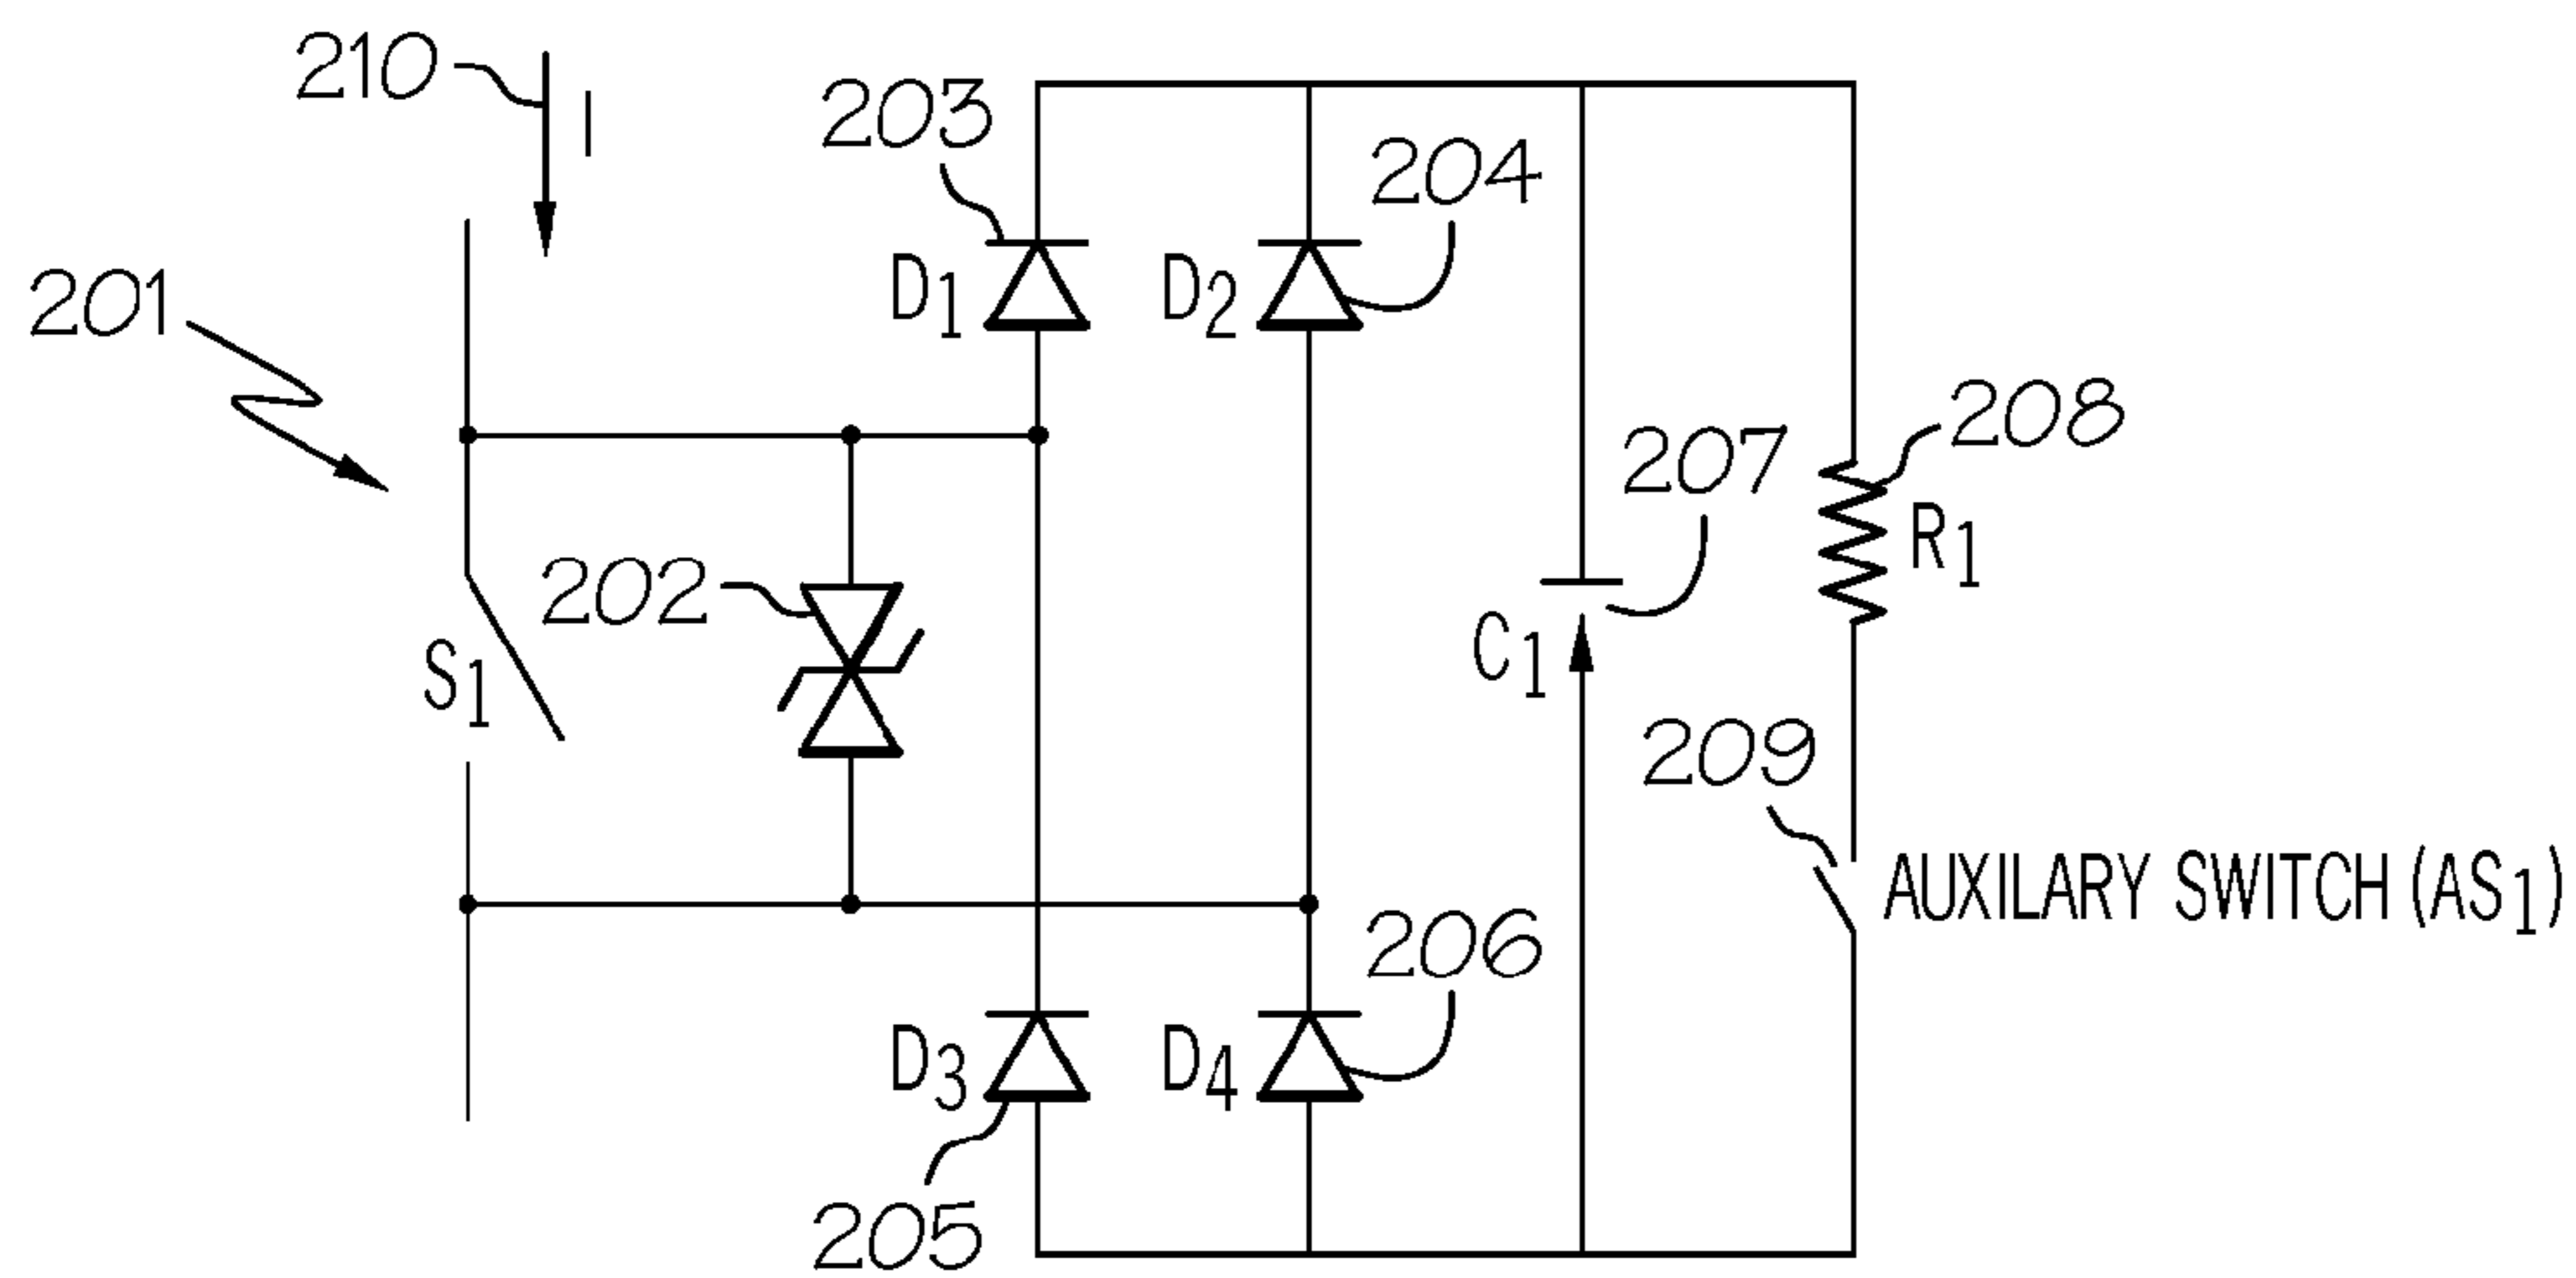 210
I
203
204
201
D1
D2
208
207
R1
202
S1
C1
209
AUXILARY SWITCH (AS1)
206
D3
D4
205